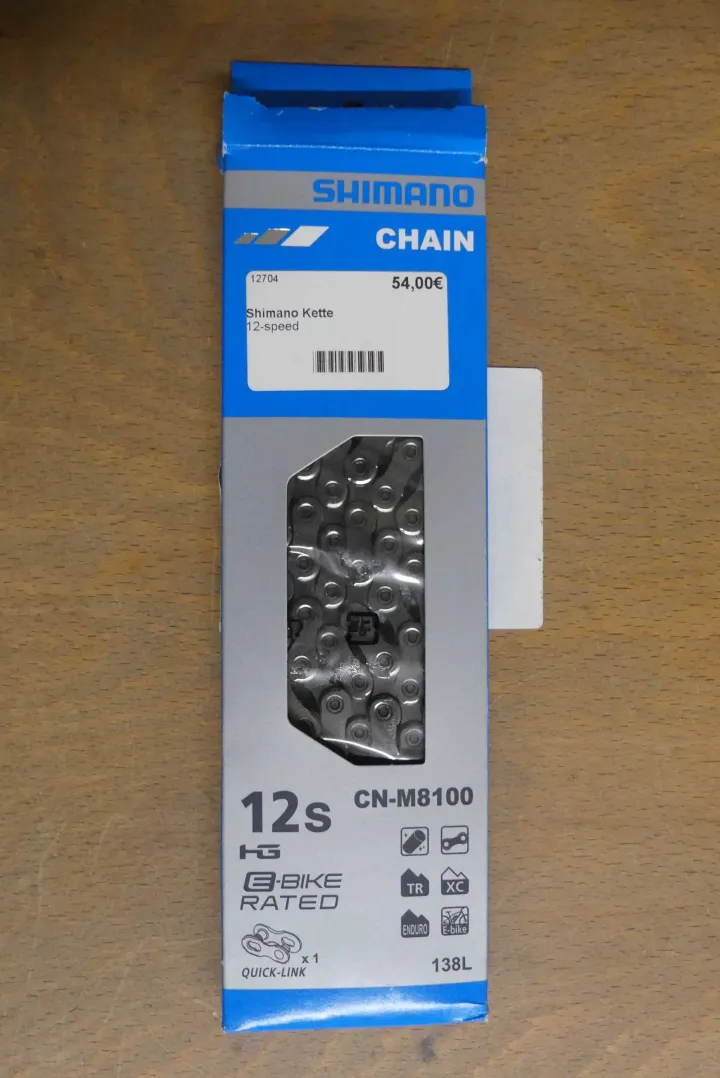 SHIMANO
CHAIN
12704
54,00€
Shimano Kette
12-speed
12s
CN-M8100
HG
E-BIKE
RATED
TR
XC
ENDURO
E-bike
x 1
QUICK-LINK
138L